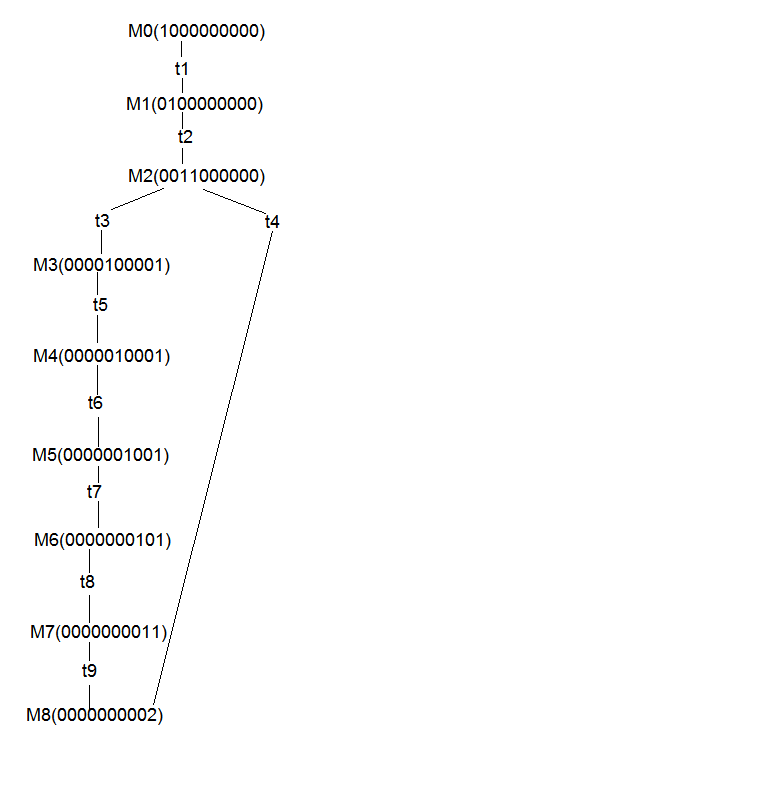 M0(1000000000)
t1
M1(0100000000)
t2
M2(0011000000)
t3 t4
M3(0000100001)
t5
M4(0000010001)
t6
M5(0000001001)
t7
M6(0000000101)
t8
M7(0000000011)
t9
M8(0000000002)